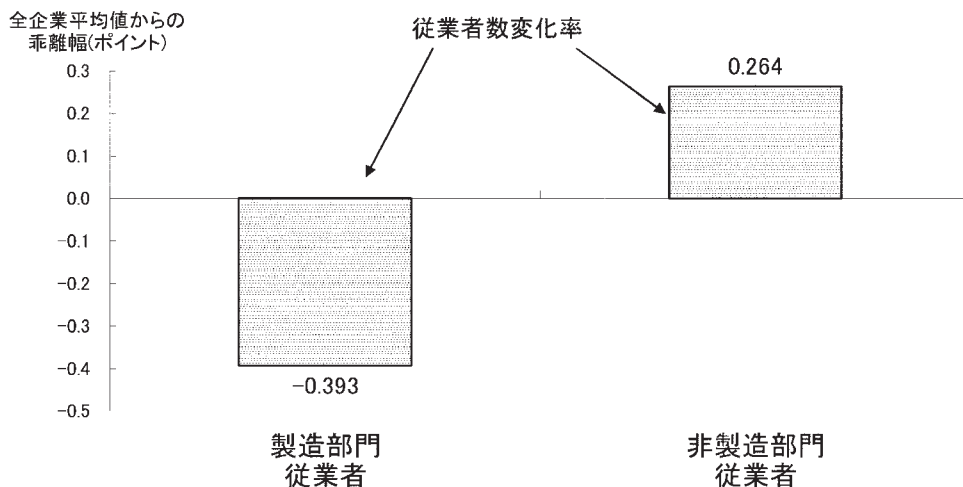 全企業平均値からの
乖離幅(ポイント)
従業者数変化率
0.3
0.2
0.1
0.0
-0.1
-0.2
-0.3
-0.4
-0.5
0.264
-0.393
製造部門
従業者
非製造部門
従業者